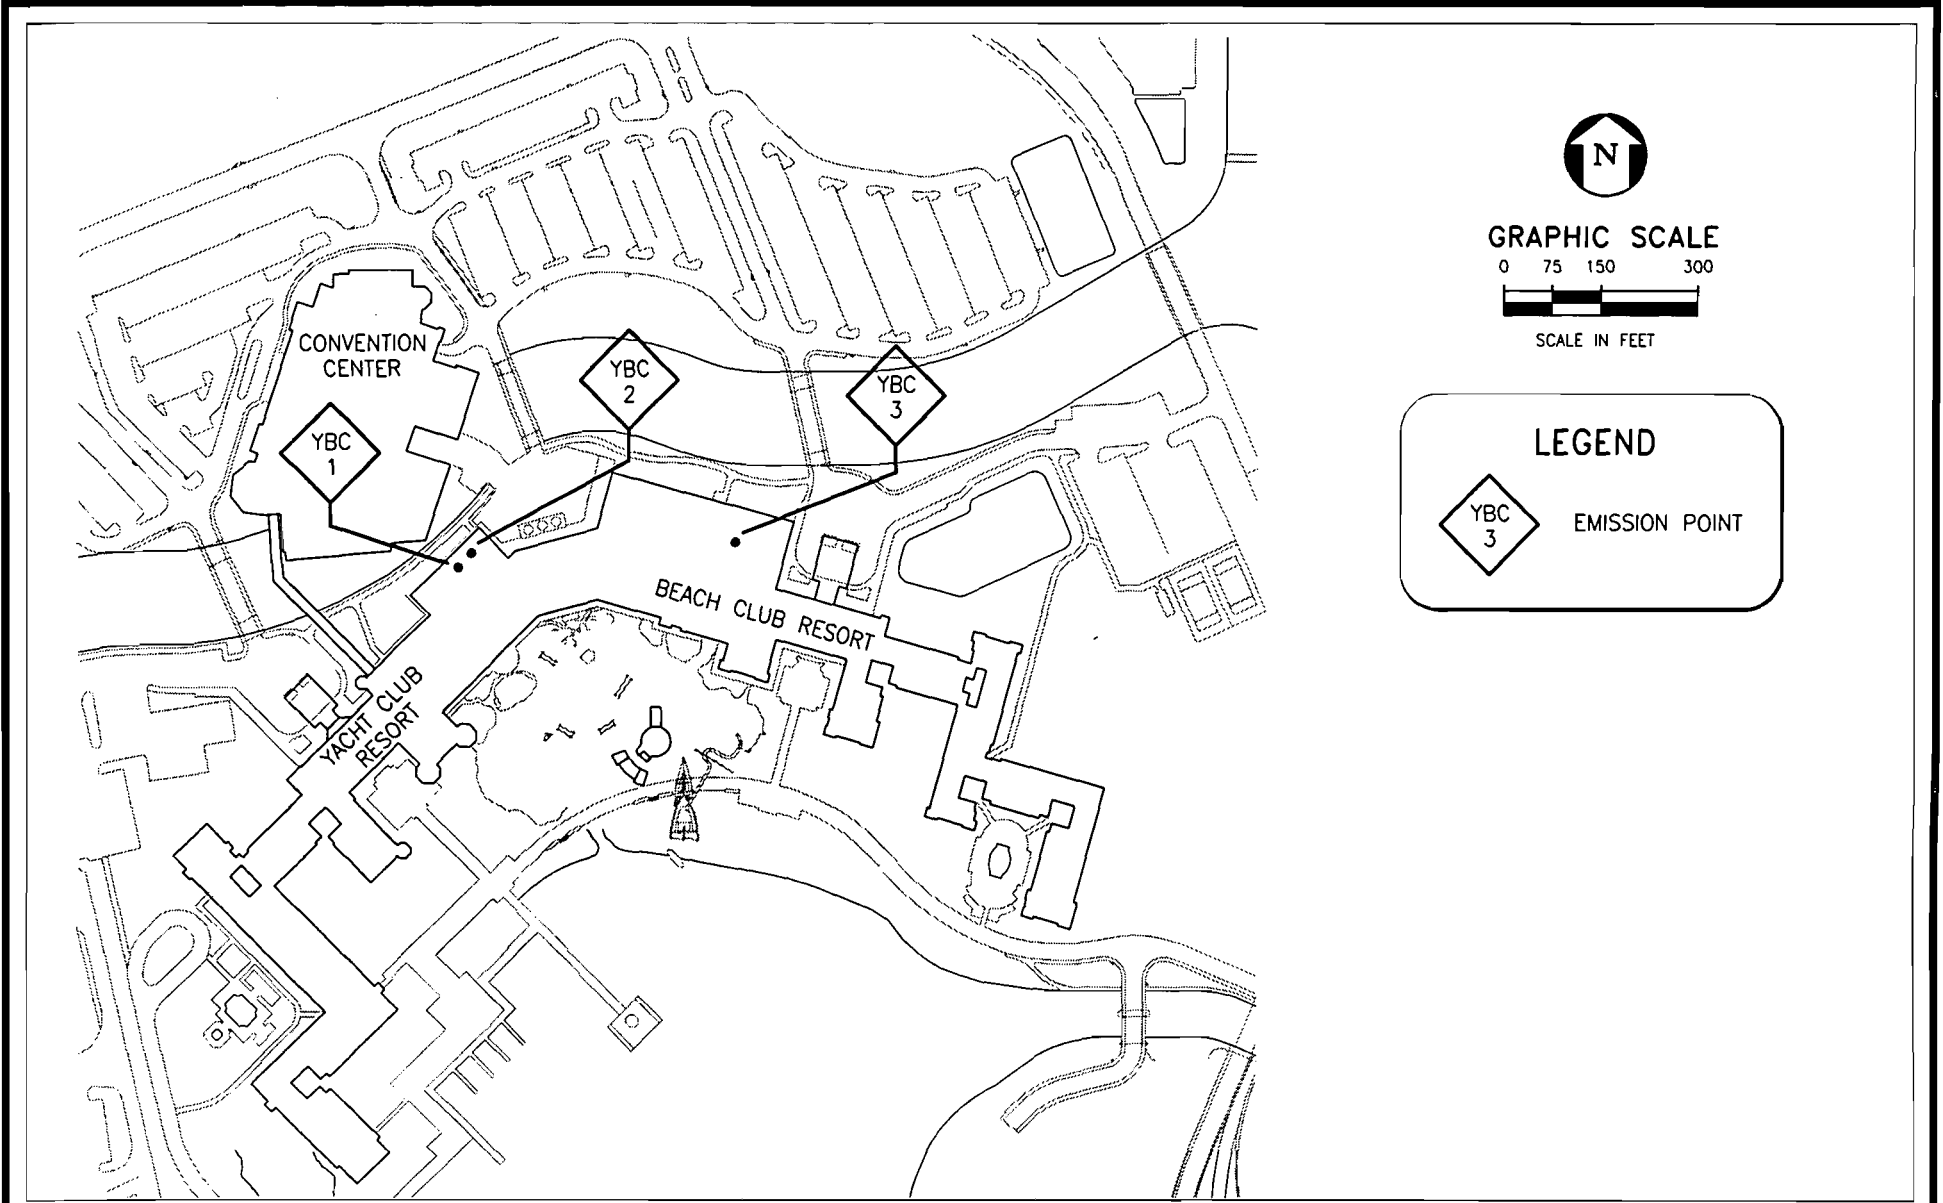 N
GRAPHIC SCALE
0 75 150 300
SCALE IN FEET
CONVENTION
CENTER
YBC
1
YBC
2
YBC
3
LEGEND
YBC
3
EMISSION POINT
BEACH CLUB RESORT
YACHT CLUB
RESORT